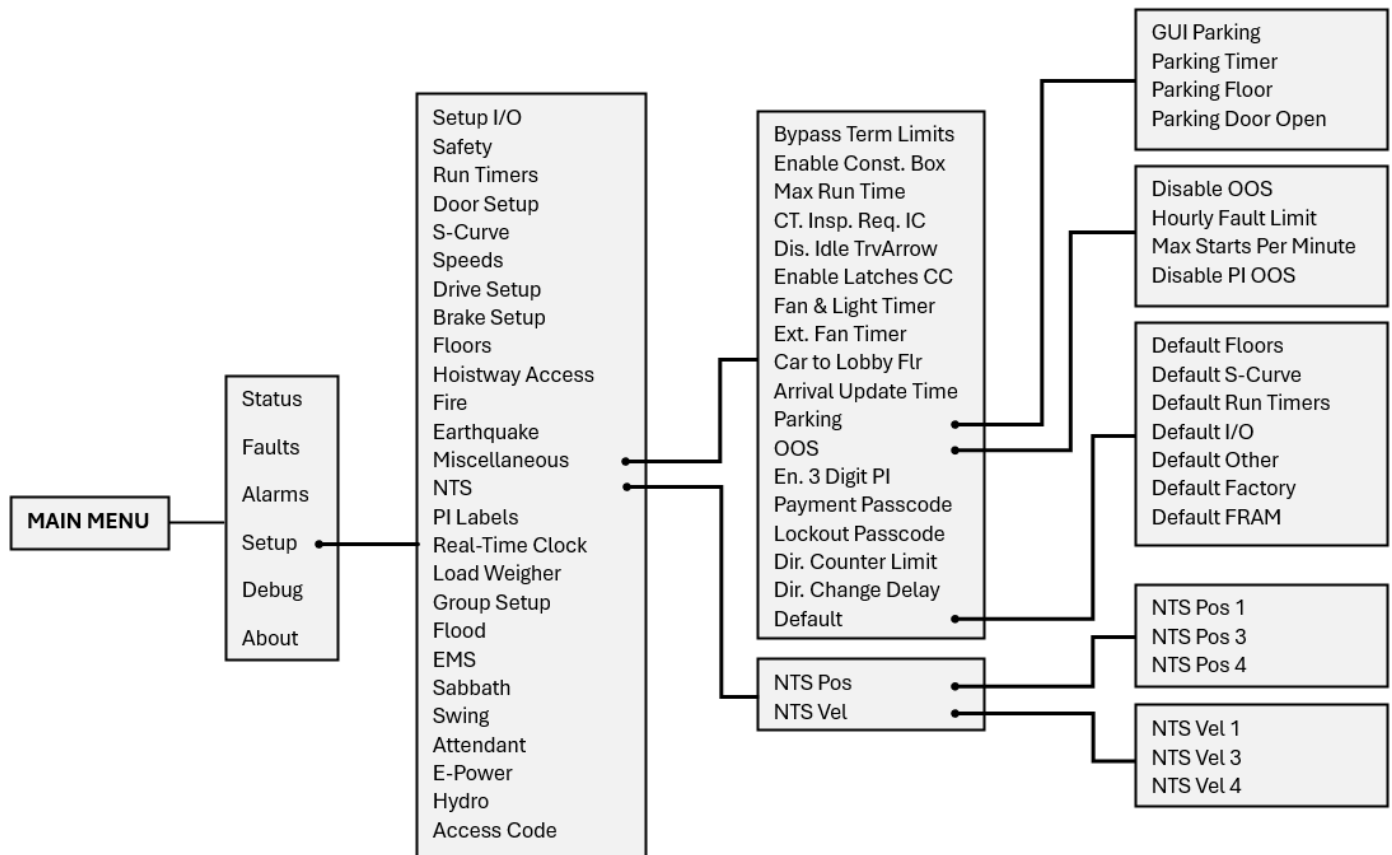 MAIN MENU
Status
Faults
Alarms
Setup
Debug
About
Setup I/O
Safety
Run Timers
Door Setup
S-Curve
Speeds
Drive Setup
Brake Setup
Floors
Hoistway Access
Fire
Earthquake
Miscellaneous
NTS
PI Labels
Real-Time Clock
Load Weigher
Group Setup
Flood
EMS
Sabbath
Swing
Attendant
E-Power
Hydro
Access Code
Bypass Term Limits
Enable Const. Box
Max Run Time
CT. Insp. Req. IC
Dis. Idle TrvArrow
Enable Latches CC
Fan & Light Timer
Ext. Fan Timer
Car to Lobby Flr
Arrival Update Time
Parking
OOS
En. 3 Digit PI
Payment Passcode
Lockout Passcode
Dir. Counter Limit
Dir. Change Delay
Default
NTS Pos
NTS Vel
GUI Parking
Parking Timer
Parking Floor
Parking Door Open
Disable OOS
Hourly Fault Limit
Max Starts Per Minute
Disable PI OOS
Default Floors
Default S-Curve
Default Run Timers
Default I/O
Default Other
Default Factory
Default FRAM
NTS Pos 1
NTS Pos 3
NTS Pos 4
NTS Vel 1
NTS Vel 3
NTS Vel 4